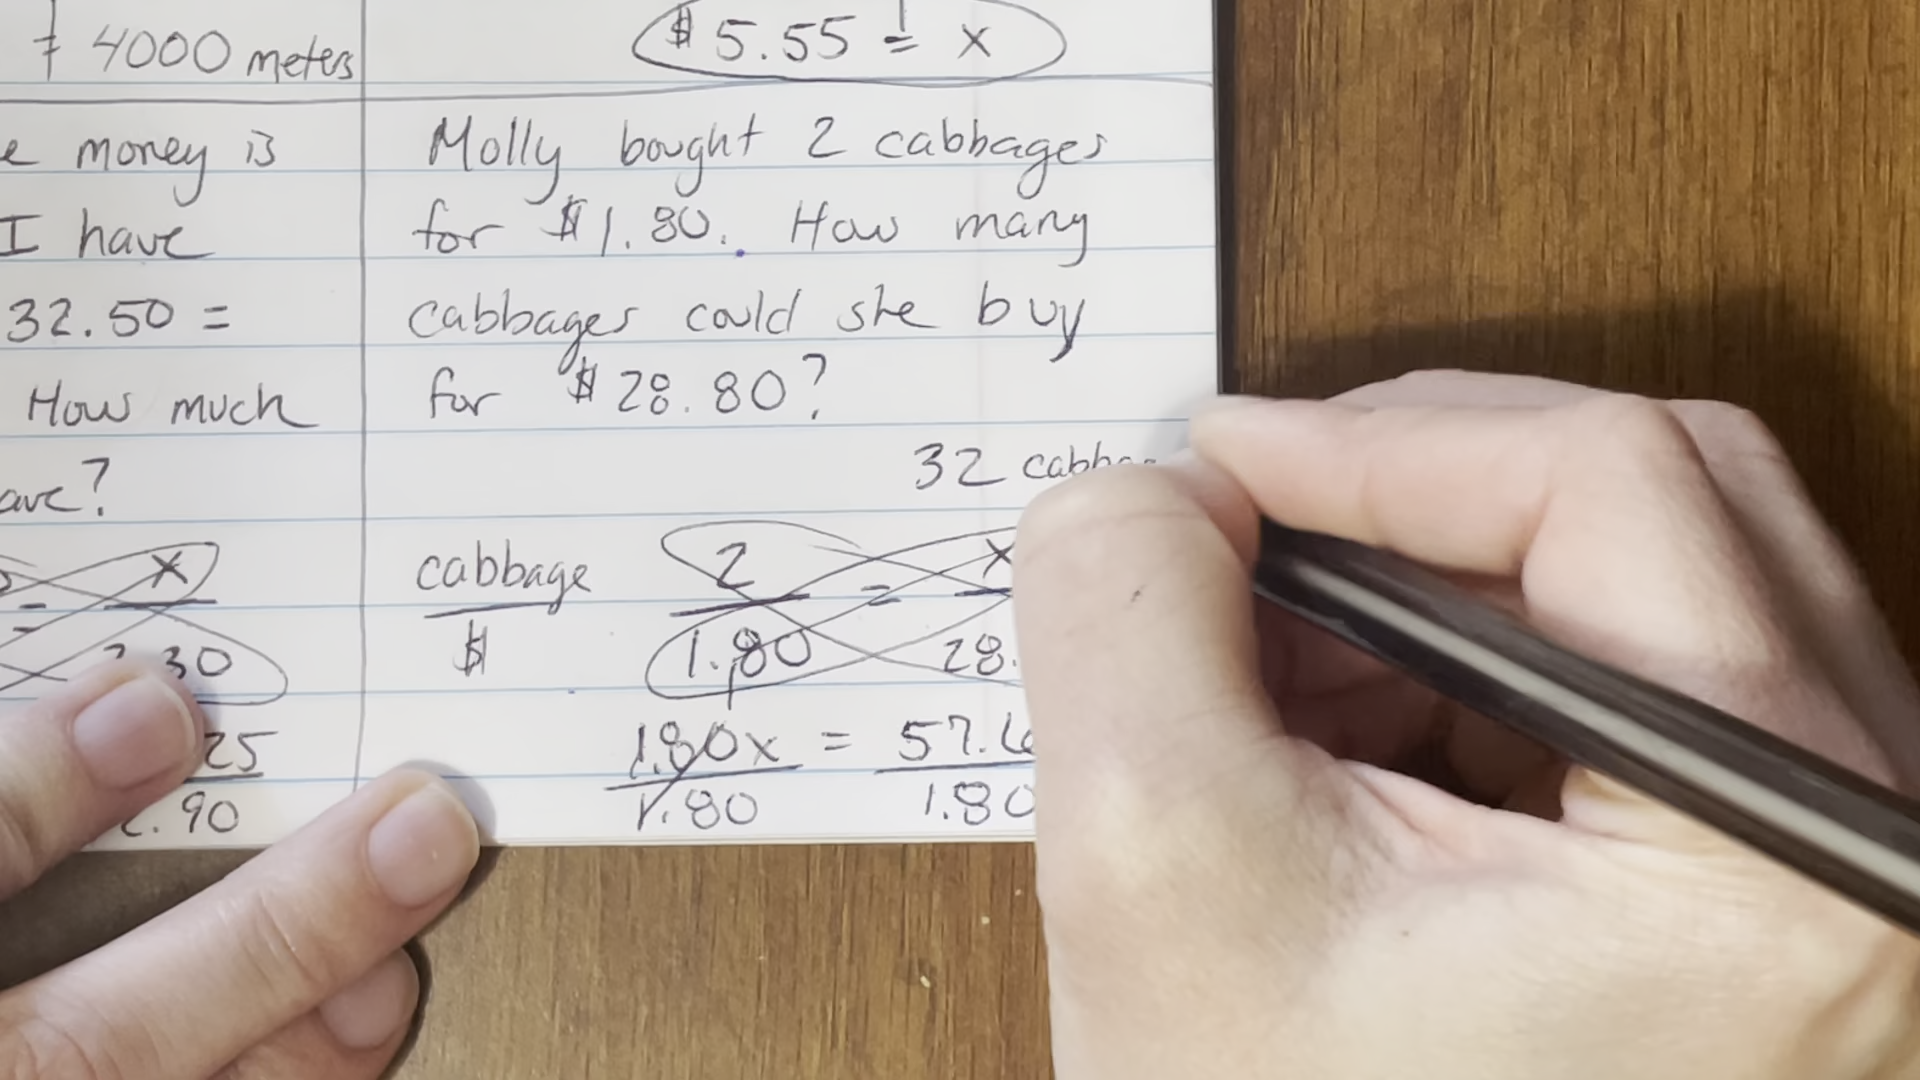 4000 meters
$5.55 = x
e money is
I have
32.50 =
How much
ave?
x
30
25
.90
Molly bought 2 cabbages
for $1.80. How many
cabbages could she buy
for $28.80?
32
cabbage 2 = x
$ 1.80 28.
1.80x = 57.6
1.80 1.80